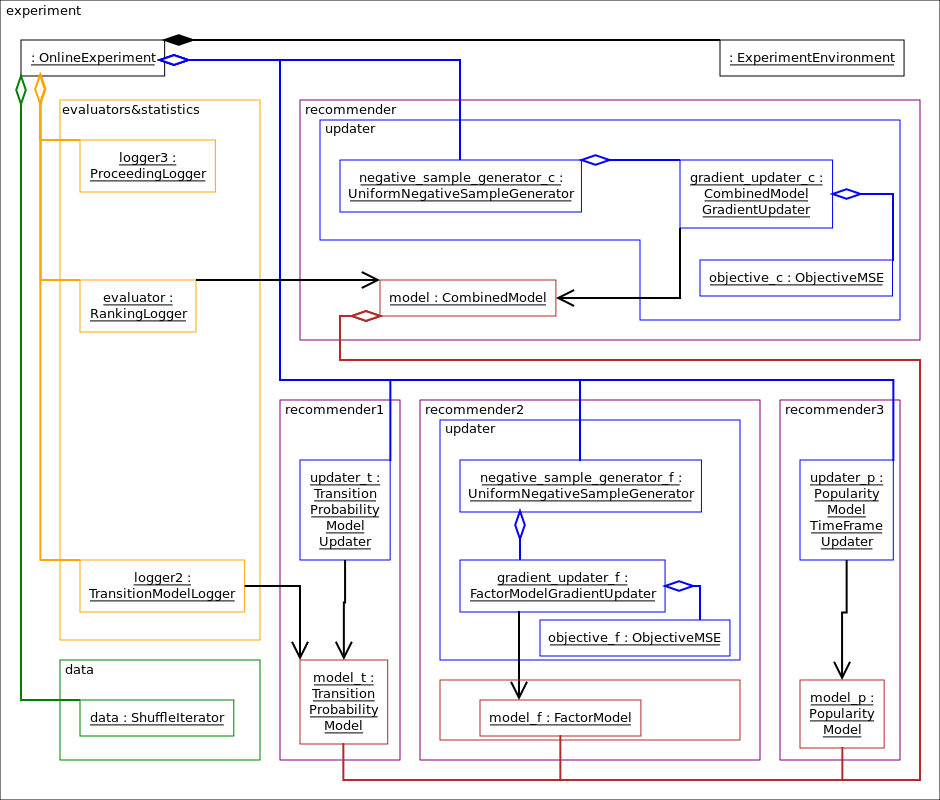 experiment
: OnlineExperiment
: ExperimentEnvironment
evaluators&statistics
logger3 :
ProceedingLogger
evaluator :
RankingLogger
logger2 :
TransitionModelLogger
data
data : ShuffleIterator
recommender
updater
negative_sample_generator_c :
UniformNegativeSampleGenerator
gradient_updater_c :
CombinedModel
GradientUpdater
objective_c : ObjectiveMSE
model : CombinedModel
recommender1
updater_t :
Transition
Probability
Model
Updater
model_t :
Transition
Probability
Model
recommender2
updater
negative_sample_generator_f :
UniformNegativeSampleGenerator
gradient_updater_f :
FactorModelGradientUpdater
objective_f : ObjectiveMSE
model_f : FactorModel
recommender3
updater_p :
Popularity
Model
TimeFrame
Updater
model_p :
Popularity
Model